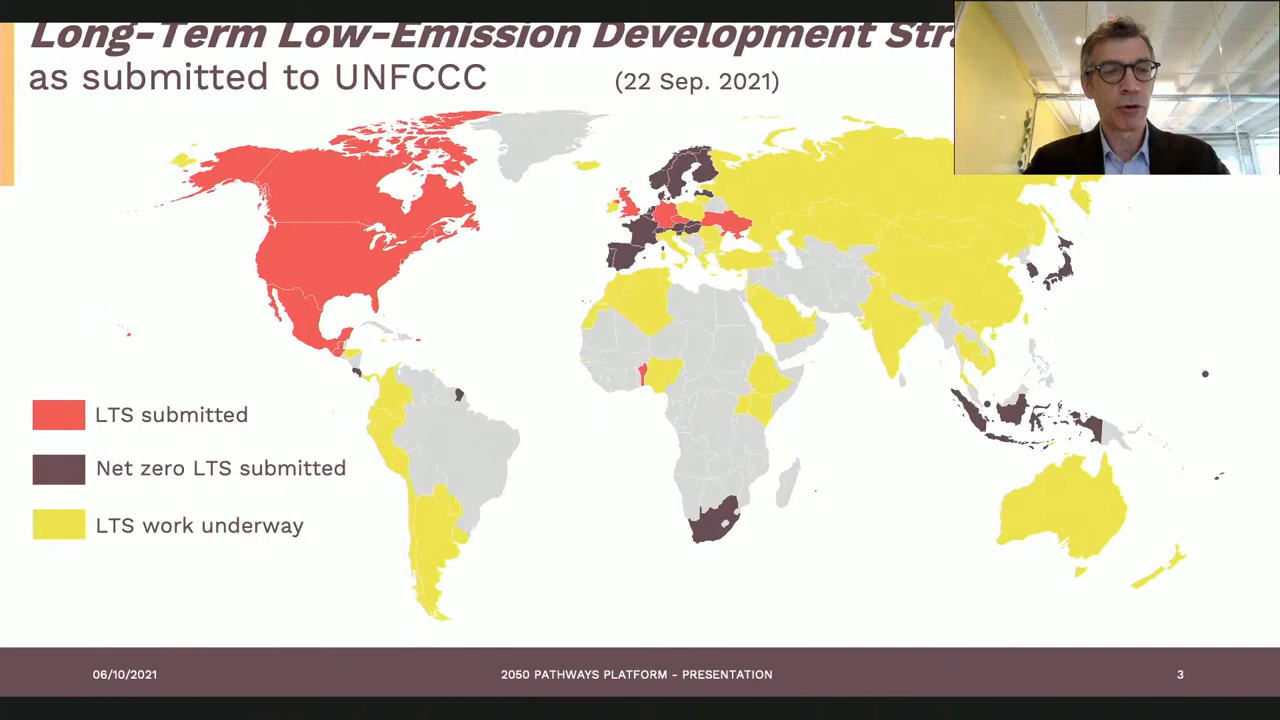 Long-Term Low-Emission Development
as submitted to UNFCCC (22 Sep. 2021)
LTS submitted
Net zero LTS submitted
LTS work underway
06/10/2021 2050 PATHWAYS PLATFORM - PRESENTATION 3